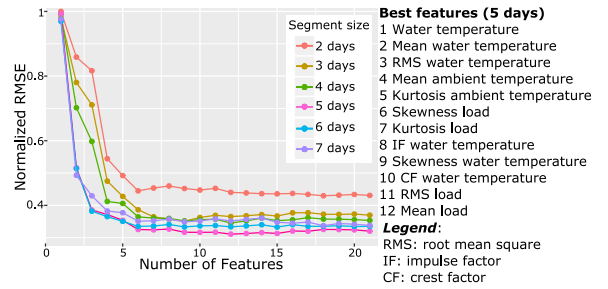 Normalized RMSE
1
0.8
0.6
0.4
0
5
10
15
20
Number of Features
Segment size
2 days
3 days
4 days
5 days
6 days
7 days
Best features (5 days)
1 Water temperature
2 Mean water temperature
3 RMS water temperature
4 Mean ambient temperature
5 Kurtosis ambient temperature
6 Skewness load
7 Kurtosis load
8 IF water temperature
9 Skewness water temperature
10 CF water temperature
11 RMS load
12 Mean load
Legend:
RMS: root mean square
IF: impulse factor
CF: crest factor